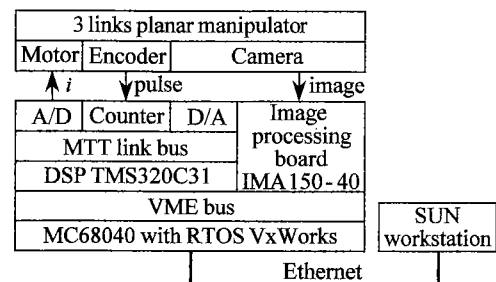 3 links planar manipulator
Motor Encoder Camera
i pulse image
A/D Counter D/A Image
processing
MTT link bus board
DSP TMS320C31 IMA150-40
VME bus
MC68040 with RTOS VxWorks
SUN
workstation
Ethernet